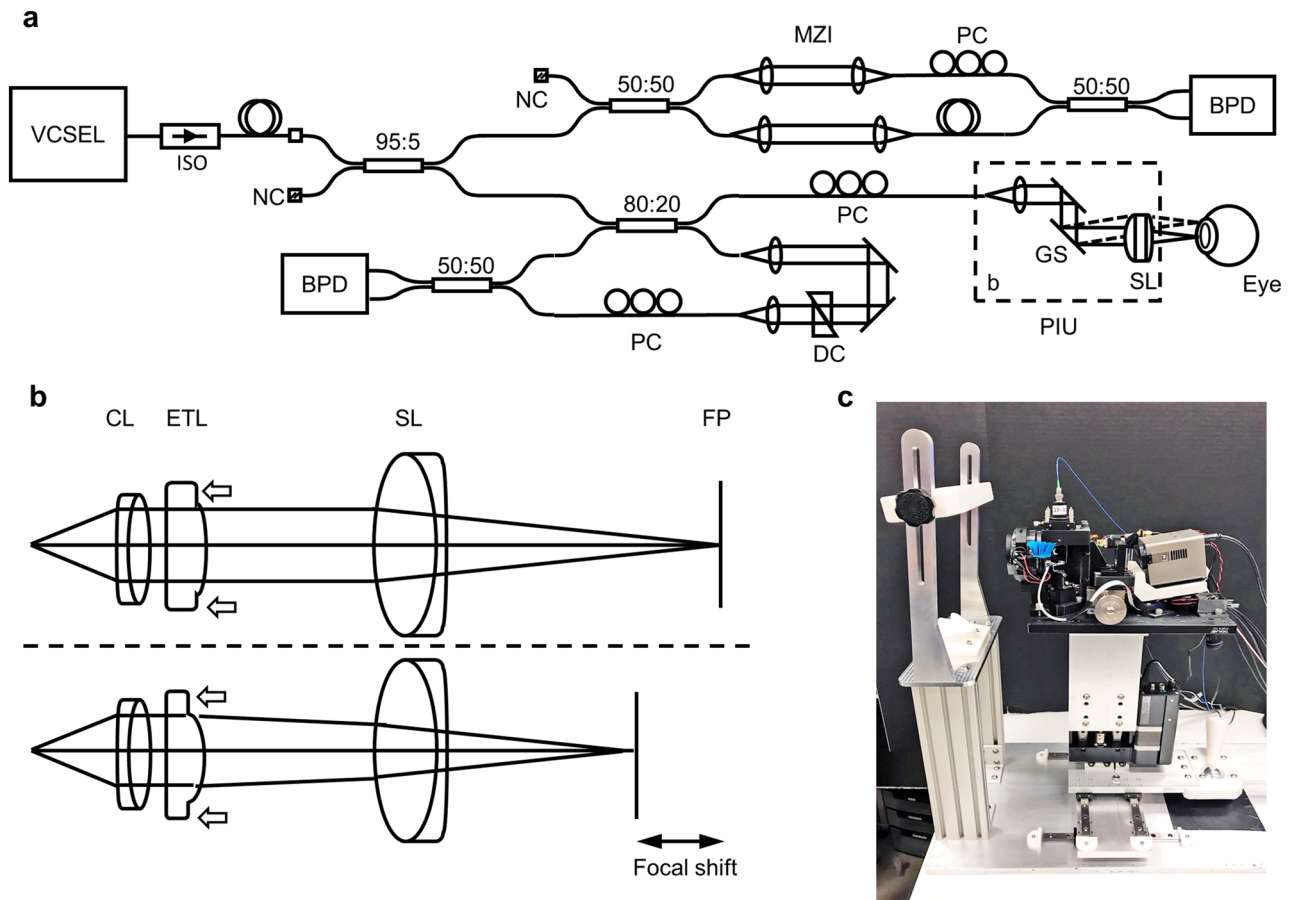 a
MZI
PC
NC
50:50
50:50
BPD
VCSEL
ISO
95:5
NC
80:20
PC
GS
SL
Eye
b
PIU
BPD
50:50
PC
DC
b
CL
ETL
SL
FP
Focal shift
c